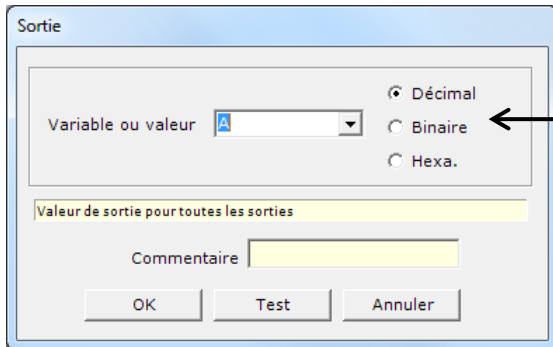 Sortie
Décimal
Variable ou valeur A
Binaire
Hexa.
Valeur de sortie pour toutes les sorties
Commentaire
OK Test Annuler